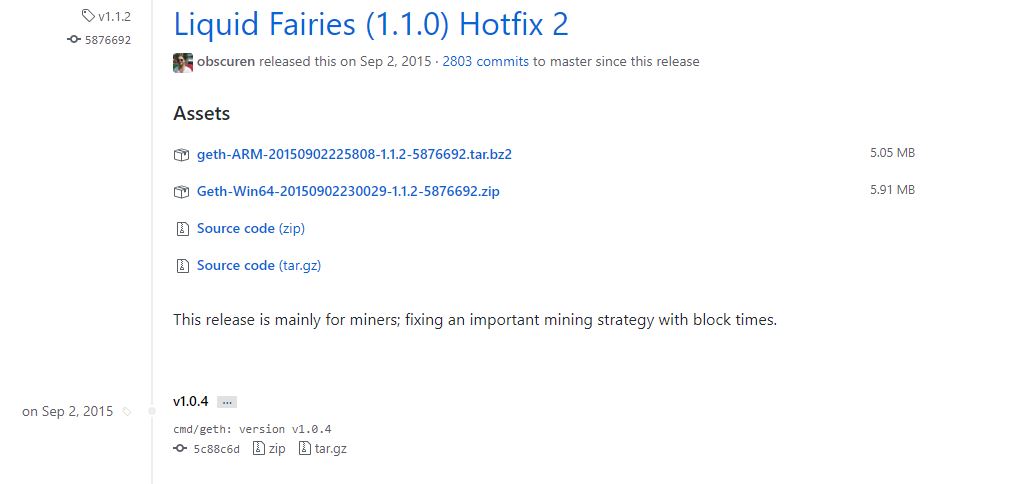 v1.1.2
5876692
Liquid Fairies (1.1.0) Hotfix 2
obscuren released this on Sep 2, 2015 · 2803 commits to master since this release
Assets
geth-ARM-20150902225808-1.1.2-5876692.tar.bz2 5.05 MB
Geth-Win64-20150902230029-1.1.2-5876692.zip 5.91 MB
Source code (zip)
Source code (tar.gz)
This release is mainly for miners; fixing an important mining strategy with block times.
on Sep 2, 2015
v1.0.4 ...
cmd/geth: version v1.0.4
5c88c6d zip tar.gz